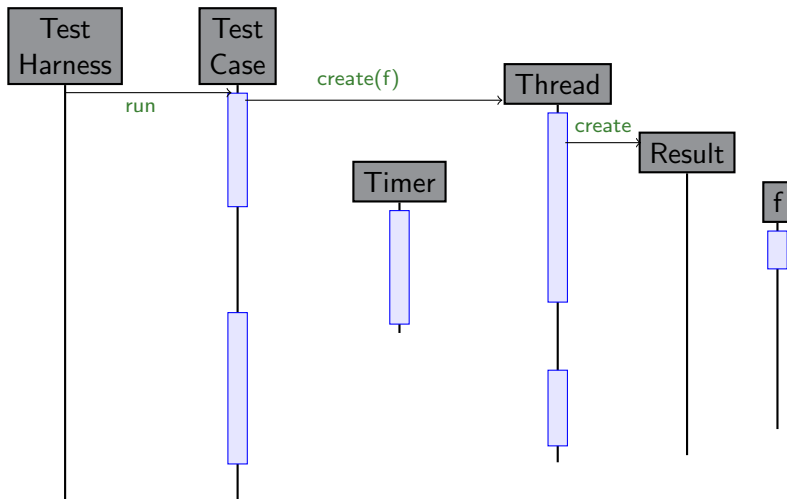 Test
Harness
Test
Case
create(f)
Thread
run
create
Result
Timer
f